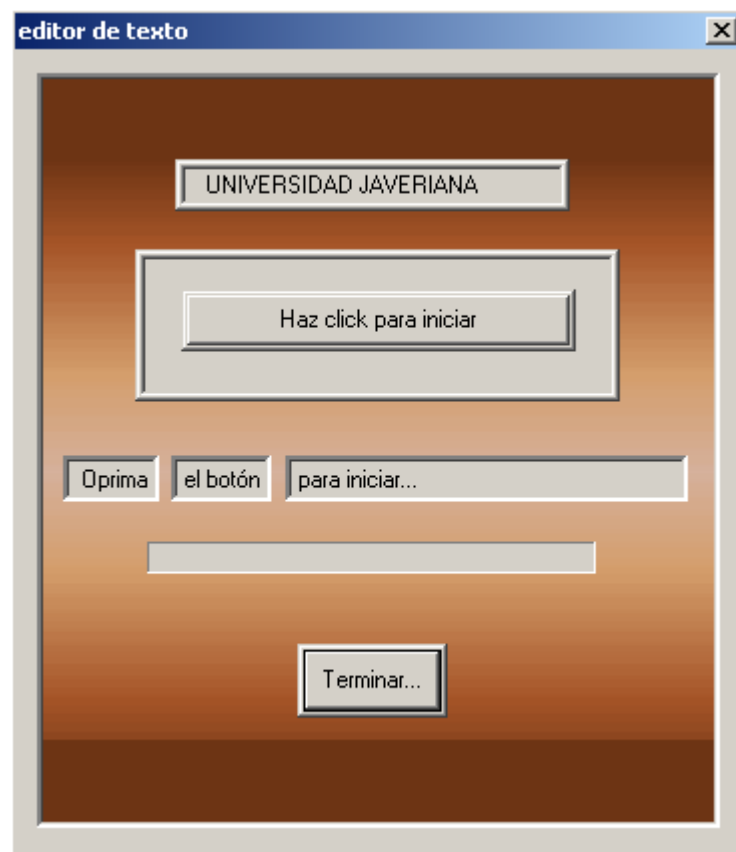 editor de texto
UNIVERSIDAD JAVERIANA
Haz click para iniciar
Oprima el botón para iniciar...
Terminar...